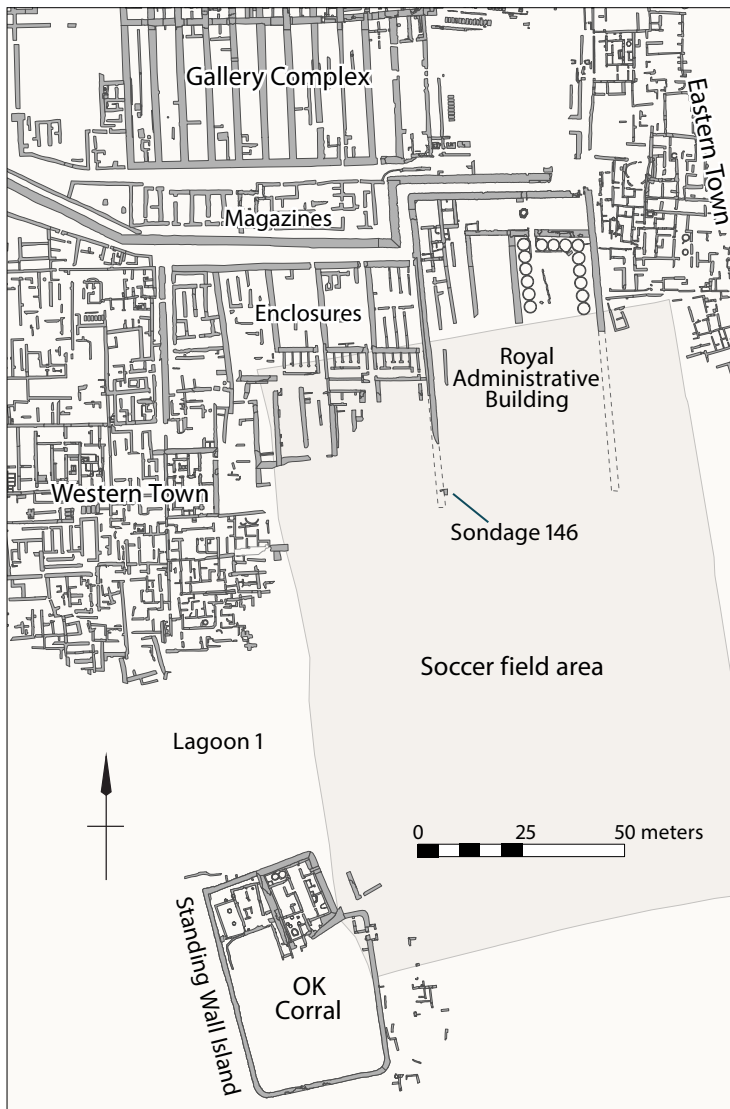 Gallery Complex
Eastern Town
Magazines
Enclosures
Royal
Administrative
Building
Western Town
Sondage 146
Soccer field area
Lagoon 1
0 25 50 meters
Standing Wall Island
OK
Corral